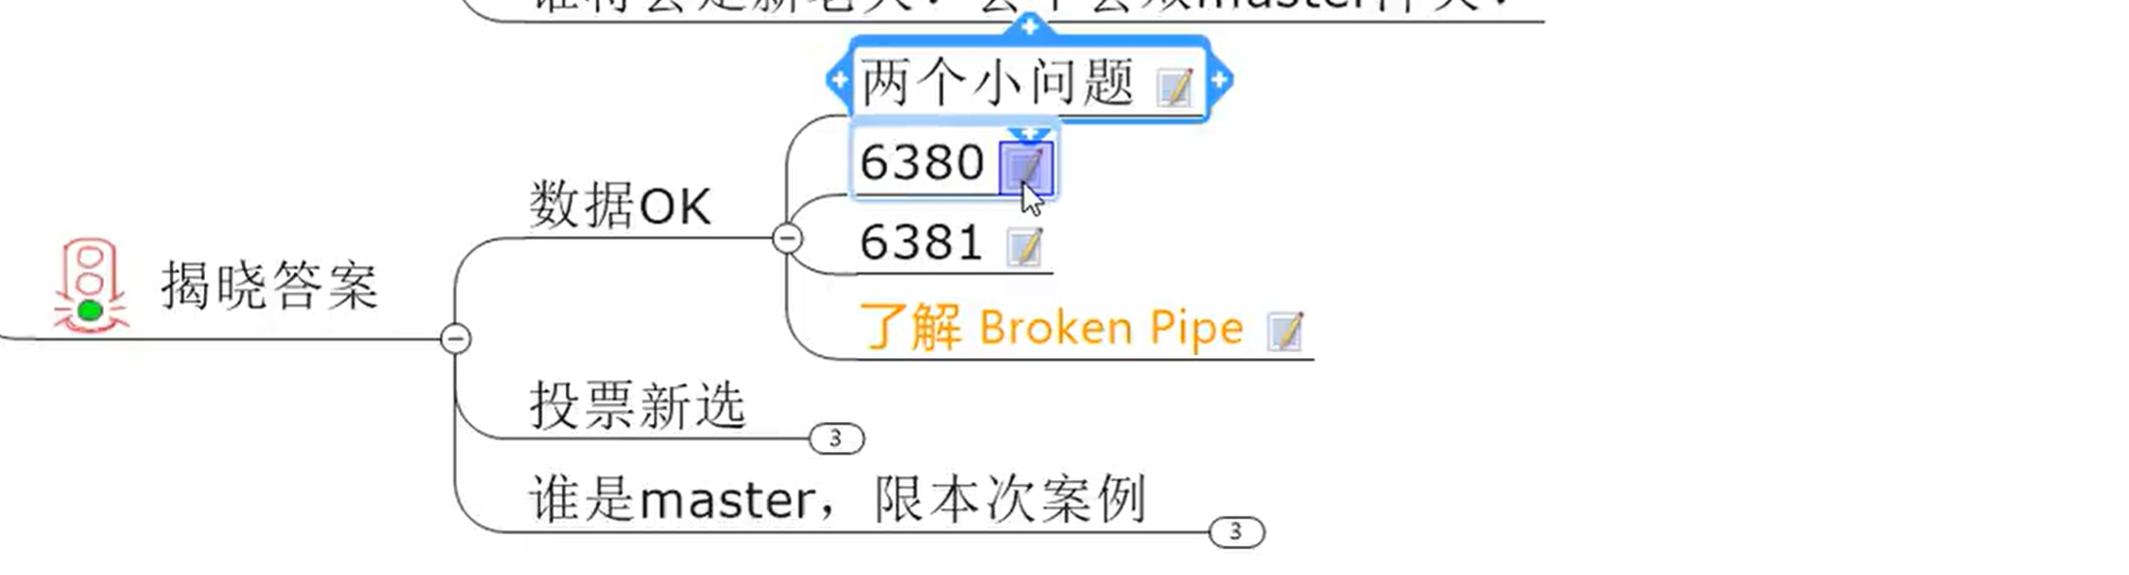 两个小问题
6380
数据OK
6381
揭晓答案
了解 Broken Pipe
投票新选
3
谁是master，限本次案例
3